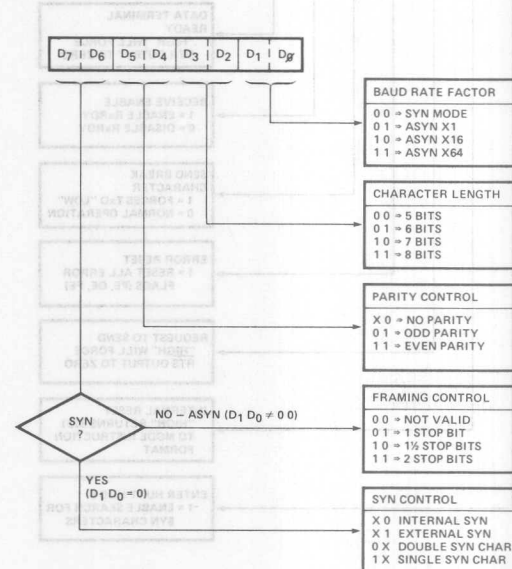 D7 D6 D5 D4 D3 D2 D1 D0
BAUD RATE FACTOR
0 0 = SYN MODE
0 1 = ASYN X1
1 0 = ASYN X16
1 1 = ASYN X64
CHARACTER LENGTH
0 0 = 5 BITS
0 1 = 6 BITS
1 0 = 7 BITS
1 1 = 8 BITS
PARITY CONTROL
X 0 = NO PARITY
0 1 = ODD PARITY
1 1 = EVEN PARITY
FRAMING CONTROL
0 0 = NOT VALID
0 1 = 1 STOP BIT
1 0 = 1½ STOP BITS
1 1 = 2 STOP BITS
SYN
?
NO – ASYN (D1 D0 ≠ 0 0)
YES
(D1 D0 = 0)
SYN CONTROL
X 0 INTERNAL SYN
X 1 EXTERNAL SYN
0 X DOUBLE SYN CHAR
1 X SINGLE SYN CHAR